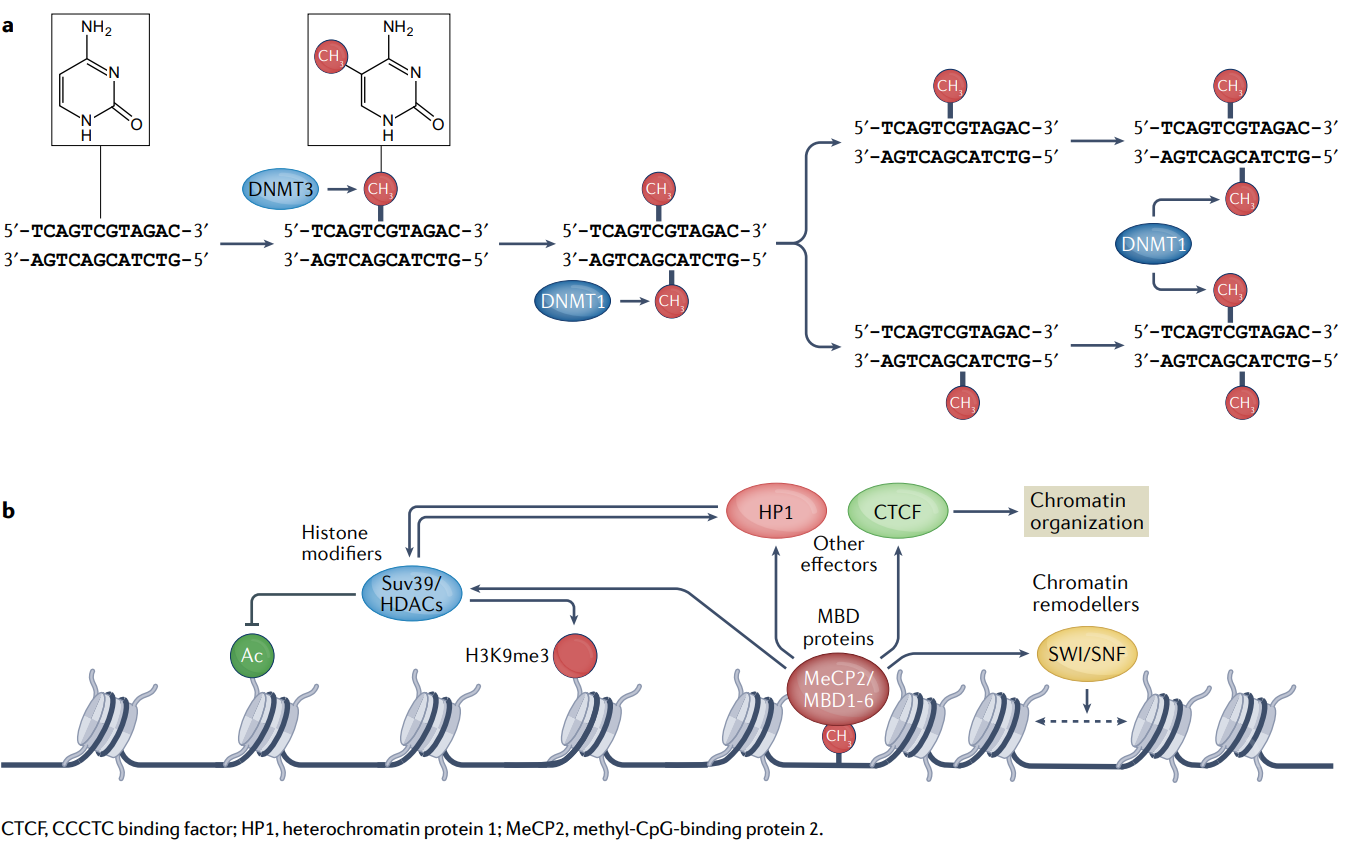 a
NH2
N
N
H
O
CH3
NH2
N
N
H
O
DNMT3
CH3
5′–TCAGTCGTAGAC–3′
3′–AGTCAGCATCTG–5′
5′–TCAGTCGTAGAC–3′
3′–AGTCAGCATCTG–5′
CH3
5′–TCAGTCGTAGAC–3′
3′–AGTCAGCATCTG–5′
DNMT1
CH3
CH3
5′–TCAGTCGTAGAC–3′
3′–AGTCAGCATCTG–5′
CH3
5′–TCAGTCGTAGAC–3′
3′–AGTCAGCATCTG–5′
CH3
DNMT1
5′–TCAGTCGTAGAC–3′
3′–AGTCAGCATCTG–5′
CH3
CH3
5′–TCAGTCGTAGAC–3′
3′–AGTCAGCATCTG–5′
CH3
b
Histone
modifiers
Suv39/
HDACs
Ac
H3K9me3
HP1
CTCF
Other
effectors
Chromatin
organization
MBD
proteins
MeCP2/
MBD1-6
CH3
Chromatin
remodellers
SWI/SNF
CTCF, CCCTC binding factor; HP1, heterochromatin protein 1; MeCP2, methyl-CpG-binding protein 2.